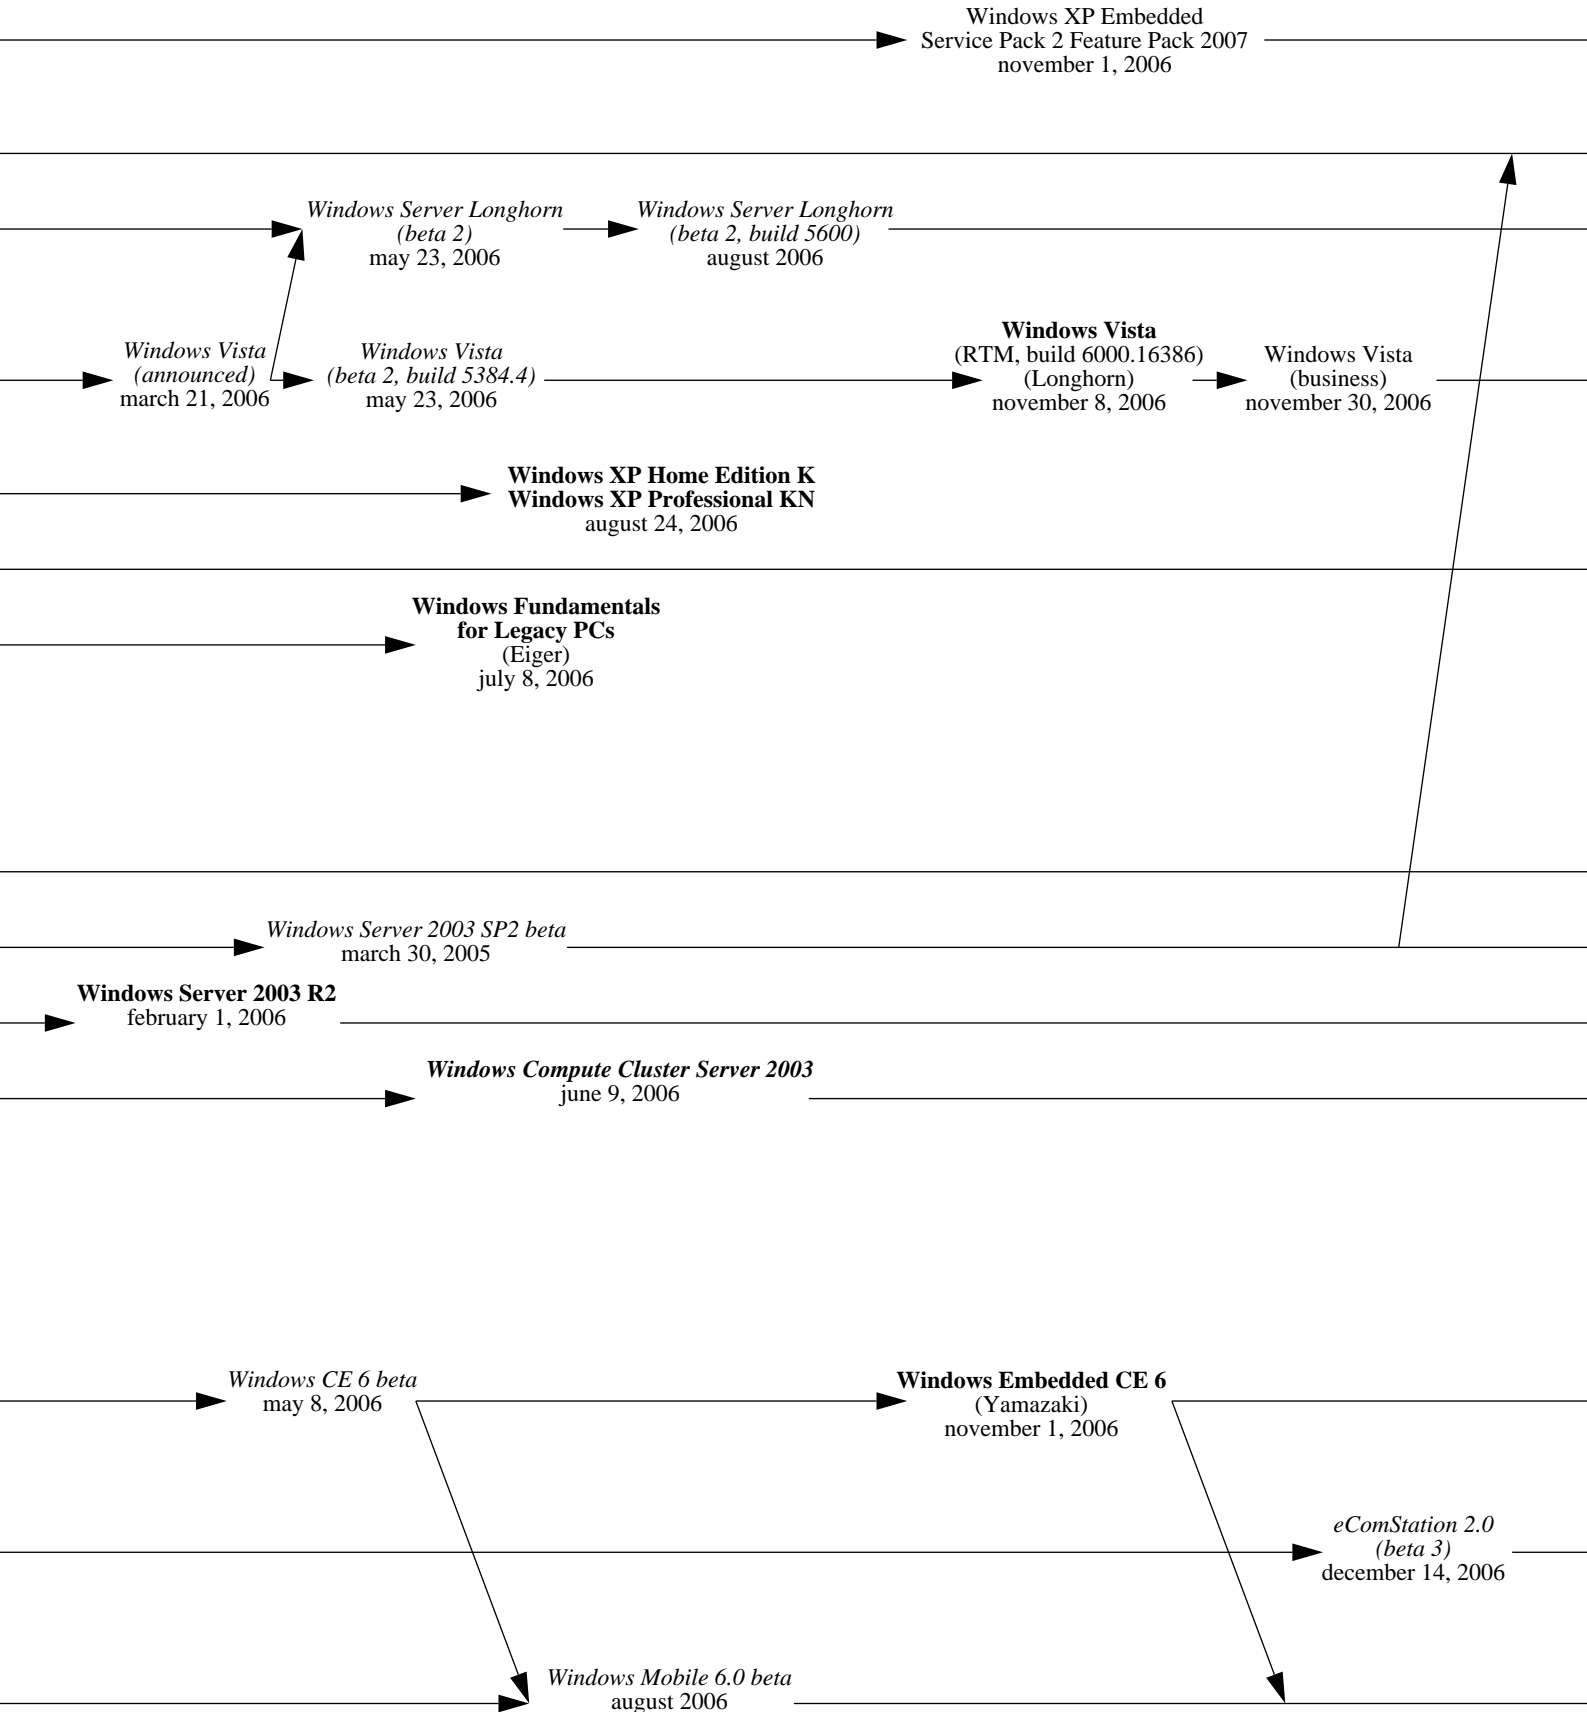 Windows XP Embedded
Service Pack 2 Feature Pack 2007
november 1, 2006
Windows Server Longhorn
(beta 2)
may 23, 2006
Windows Server Longhorn
(beta 2, build 5600)
august 2006
Windows Vista
(announced)
march 21, 2006
Windows Vista
(beta 2, build 5384.4)
may 23, 2006
Windows Vista
(RTM, build 6000.16386)
(Longhorn)
november 8, 2006
Windows Vista
(business)
november 30, 2006
Windows XP Home Edition K
Windows XP Professional KN
august 24, 2006
Windows Fundamentals
for Legacy PCs
(Eiger)
july 8, 2006
Windows Server 2003 SP2 beta
march 30, 2005
Windows Server 2003 R2
february 1, 2006
Windows Compute Cluster Server 2003
june 9, 2006
Windows CE 6 beta
may 8, 2006
Windows Embedded CE 6
(Yamazaki)
november 1, 2006
eComStation 2.0
(beta 3)
december 14, 2006
Windows Mobile 6.0 beta
august 2006